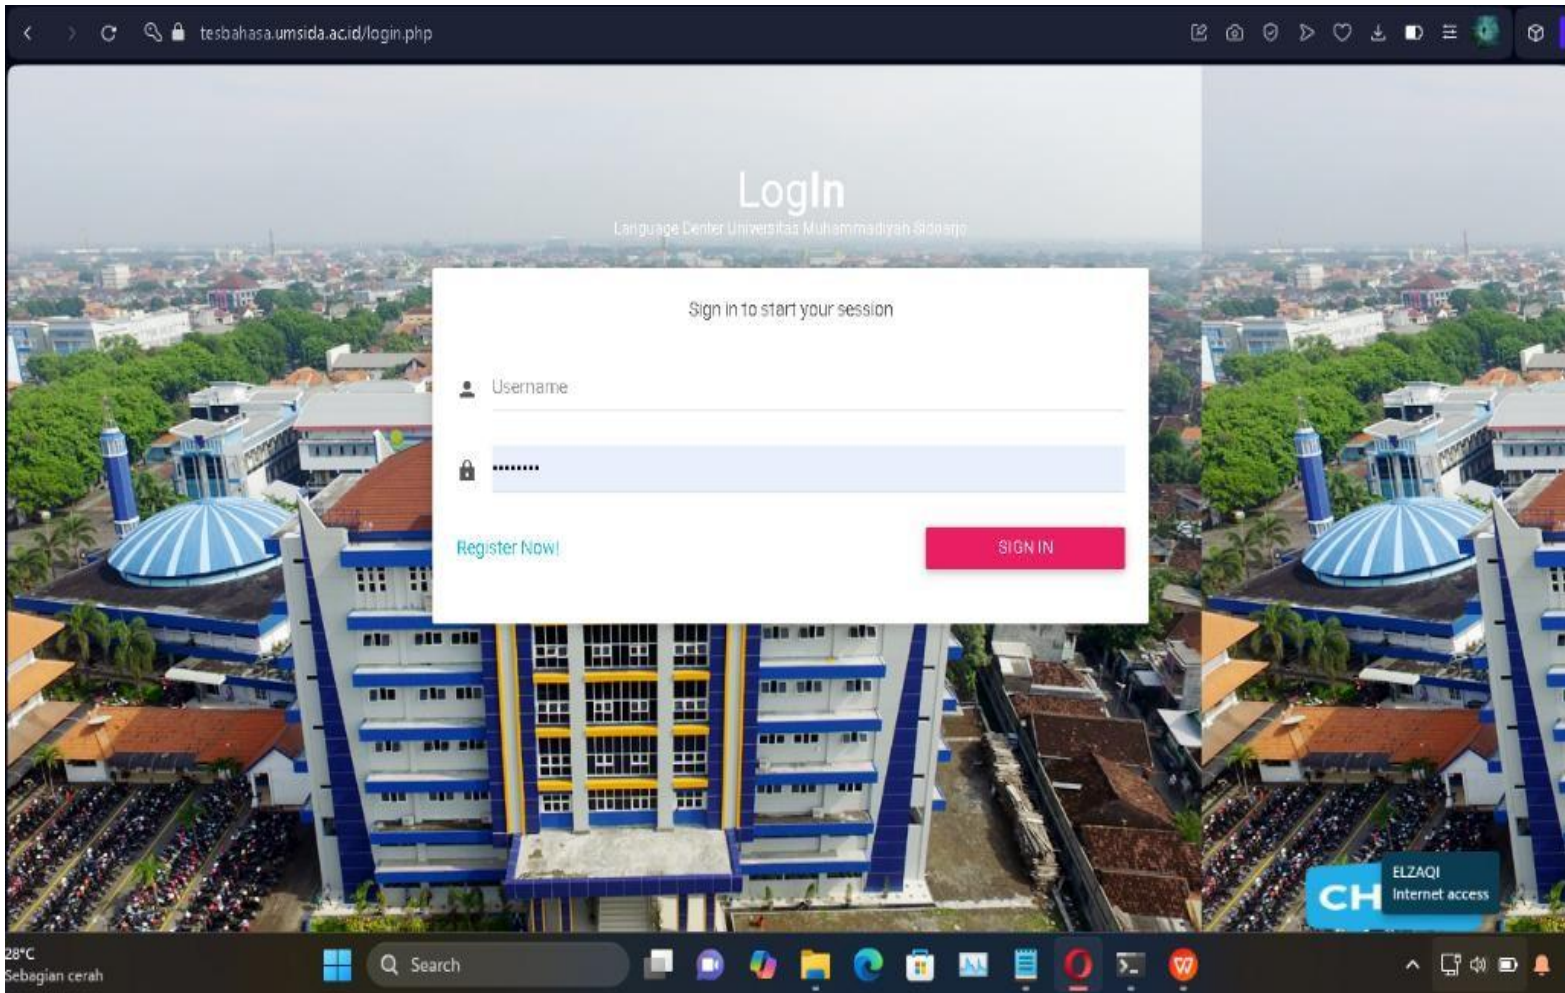 tesbahasa.umsida.ac.id/login.php
LogIn
Language Center Universitas Muhammadiyah Sidoarjo
Sign in to start your session
Username
••••••••
Register Now!
SIGN IN
CH
ELZAQI
Internet access
28°C
Sebagian cerah
Search